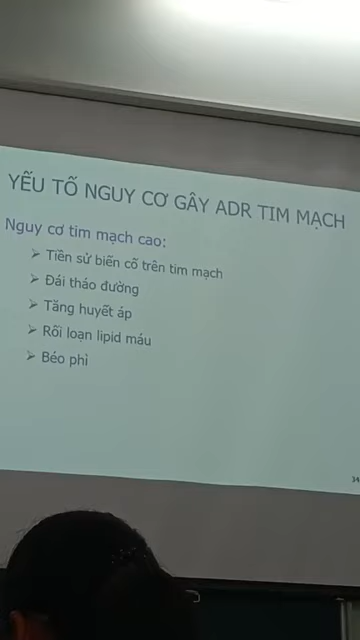 YẾU TỐ NGUY CƠ GÂY ADR TIM MẠCH
Nguy cơ tim mạch cao:
➢ Tiền sử biến cố trên tim mạch
➢ Đái tháo đường
➢ Tăng huyết áp
➢ Rối loạn lipid máu
➢ Béo phì
34